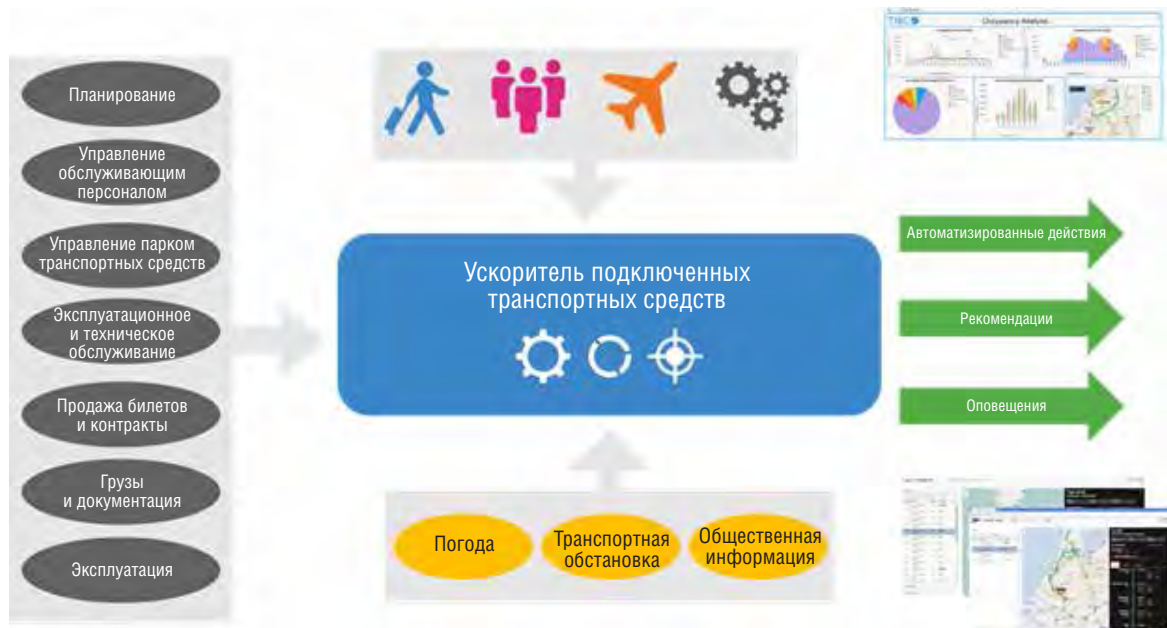 Планирование
Управление
обслуживающим
персоналом
Управление парком
транспортных средств
Эксплуатационное
и техническое
обслуживание
Продажа билетов
и контракты
Грузы
и документация
Эксплуатация
Ускоритель подключенных
транспортных средств
Погода
Транспортная
обстановка
Общественная
информация
Occupancy Analysis
Автоматизированные действия
Рекомендации
Оповещения